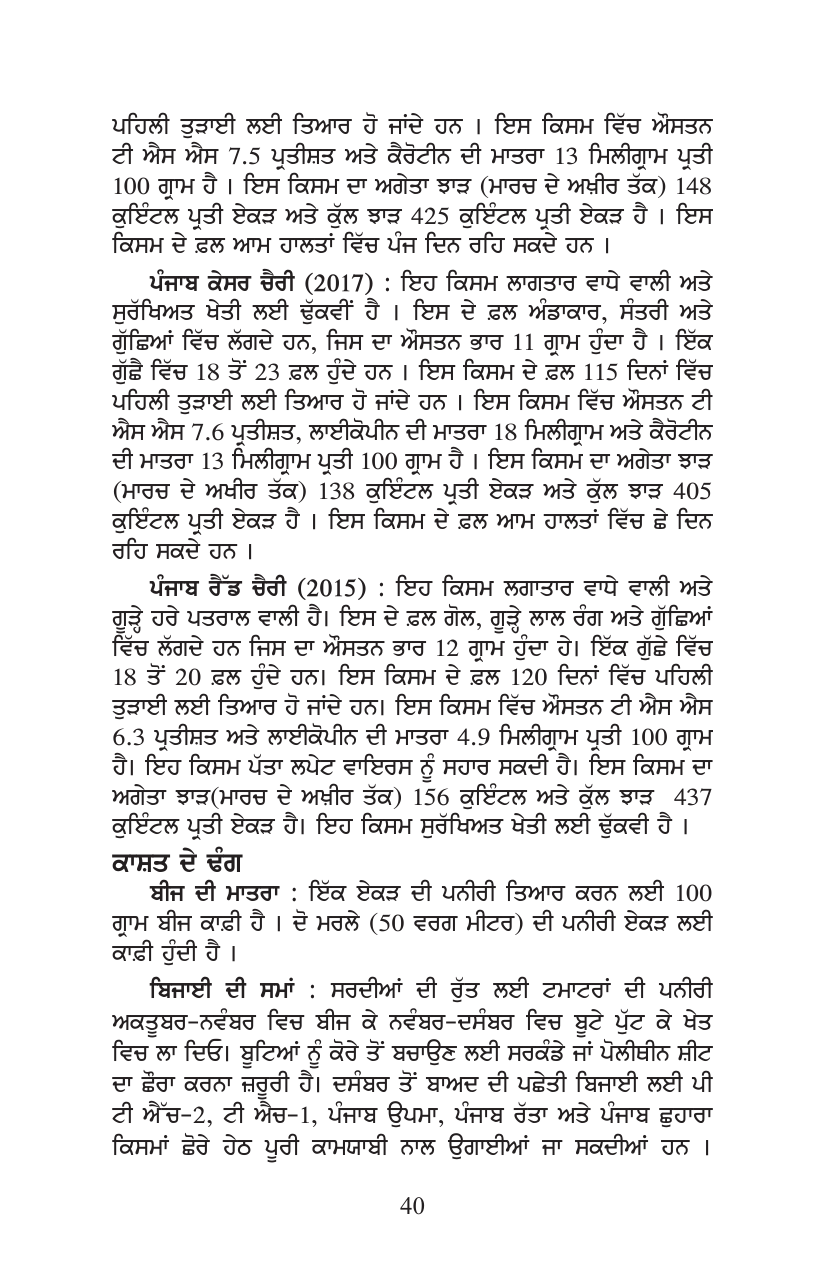 ਪਹਿਲੀ ਤੁੜਾਈ ਲਈ ਤਿਆਰ ਹੋ ਜਾਂਦੇ ਹਨ । ਇਸ ਕਿਸਮ ਵਿੱਚ ਔਸਤਨ
ਟੀ ਐਸ ਐਸ 7.5 ਪ੍ਰਤੀਸ਼ਤ ਅਤੇ ਕੈਰੋਟੀਨ ਦੀ ਮਾਤਰਾ 13 ਮਿਲੀਗ੍ਰਾਮ ਪ੍ਰਤੀ
100 ਗ੍ਰਾਮ ਹੈ । ਇਸ ਕਿਸਮ ਦਾ ਅਗੇਤਾ ਝਾੜ (ਮਾਰਚ ਦੇ ਅਖ਼ੀਰ ਤੱਕ) 148
ਕੁਇੰਟਲ ਪ੍ਰਤੀ ਏਕੜ ਅਤੇ ਕੁੱਲ ਝਾੜ 425 ਕੁਇੰਟਲ ਪ੍ਰਤੀ ਏਕੜ ਹੈ । ਇਸ
ਕਿਸਮ ਦੇ ਫ਼ਲ ਆਮ ਹਾਲਤਾਂ ਵਿੱਚ ਪੰਜ ਦਿਨ ਰਹਿ ਸਕਦੇ ਹਨ ।
ਪੰਜਾਬ ਕੇਸਰ ਚੈਰੀ (2017) : ਇਹ ਕਿਸਮ ਲਾਗਤਾਰ ਵਾਧੇ ਵਾਲੀ ਅਤੇ
ਸੁਰੱਖਿਅਤ ਖੇਤੀ ਲਈ ਢੁੱਕਵੀਂ ਹੈ । ਇਸ ਦੇ ਫ਼ਲ ਅੰਡਾਕਾਰ, ਸੰਤਰੀ ਅਤੇ
ਗੁੱਛਿਆਂ ਵਿੱਚ ਲੱਗਦੇ ਹਨ, ਜਿਸ ਦਾ ਔਸਤਨ ਭਾਰ 11 ਗ੍ਰਾਮ ਹੁੰਦਾ ਹੈ । ਇੱਕ
ਗੁੱਛੈ ਵਿੱਚ 18 ਤੋਂ 23 ਫ਼ਲ ਹੁੰਦੇ ਹਨ । ਇਸ ਕਿਸਮ ਦੇ ਫ਼ਲ 115 ਦਿਨਾਂ ਵਿੱਚ
ਪਹਿਲੀ ਤੁੜਾਈ ਲਈ ਤਿਆਰ ਹੋ ਜਾਂਦੇ ਹਨ । ਇਸ ਕਿਸਮ ਵਿੱਚ ਔਸਤਨ ਟੀ
ਐਸ ਐਸ 7.6 ਪ੍ਰਤੀਸ਼ਤ, ਲਾਈਕੋਪੀਨ ਦੀ ਮਾਤਰਾ 18 ਮਿਲੀਗ੍ਰਾਮ ਅਤੇ ਕੈਰੋਟੀਨ
ਦੀ ਮਾਤਰਾ 13 ਮਿਲੀਗ੍ਰਾਮ ਪ੍ਰਤੀ 100 ਗ੍ਰਾਮ ਹੈ । ਇਸ ਕਿਸਮ ਦਾ ਅਗੇਤਾ ਝਾੜ
(ਮਾਰਚ ਦੇ ਅਖੀਰ ਤੱਕ) 138 ਕੁਇੰਟਲ ਪ੍ਰਤੀ ਏਕੜ ਅਤੇ ਕੁੱਲ ਝਾੜ 405
ਕੁਇੰਟਲ ਪ੍ਰਤੀ ਏਕੜ ਹੈ । ਇਸ ਕਿਸਮ ਦੇ ਫ਼ਲ ਆਮ ਹਾਲਤਾਂ ਵਿੱਚ ਛੇ ਦਿਨ
ਰਹਿ ਸਕਦੇ ਹਨ ।
ਪੰਜਾਬ ਰੈੱਡ ਚੈਰੀ (2015) : ਇਹ ਕਿਸਮ ਲਗਾਤਾਰ ਵਾਧੇ ਵਾਲੀ ਅਤੇ
ਗੂੜ੍ਹੇ ਹਰੇ ਪਤਰਾਲ ਵਾਲੀ ਹੈ। ਇਸ ਦੇ ਫ਼ਲ ਗੋਲ, ਗੂੜ੍ਹੇ ਲਾਲ ਰੰਗ ਅਤੇ ਗੁੱਛਿਆਂ
ਵਿੱਚ ਲੱਗਦੇ ਹਨ ਜਿਸ ਦਾ ਔਸਤਨ ਭਾਰ 12 ਗ੍ਰਾਮ ਹੁੰਦਾ ਹੇ। ਇੱਕ ਗੁੱਛੇ ਵਿੱਚ
18 ਤੋਂ 20 ਫ਼ਲ ਹੁੰਦੇ ਹਨ। ਇਸ ਕਿਸਮ ਦੇ ਫ਼ਲ 120 ਦਿਨਾਂ ਵਿੱਚ ਪਹਿਲੀ
ਤੁੜਾਈ ਲਈ ਤਿਆਰ ਹੋ ਜਾਂਦੇ ਹਨ। ਇਸ ਕਿਸਮ ਵਿੱਚ ਔਸਤਨ ਟੀ ਐਸ ਐਸ
6.3 ਪ੍ਰਤੀਸ਼ਤ ਅਤੇ ਲਾਈਕੋਪੀਨ ਦੀ ਮਾਤਰਾ 4.9 ਮਿਲੀਗ੍ਰਾਮ ਪ੍ਰਤੀ 100 ਗ੍ਰਾਮ
ਹੈ। ਇਹ ਕਿਸਮ ਪੱਤਾ ਲਪੇਟ ਵਾਇਰਸ ਨੂੰ ਸਹਾਰ ਸਕਦੀ ਹੈ। ਇਸ ਕਿਸਮ ਦਾ
ਅਗੇਤਾ ਝਾੜ(ਮਾਰਚ ਦੇ ਅਖ਼ੀਰ ਤੱਕ) 156 ਕੁਇੰਟਲ ਅਤੇ ਕੁੱਲ ਝਾੜ 437
ਕੁਇੰਟਲ ਪ੍ਰਤੀ ਏਕੜ ਹੈ। ਇਹ ਕਿਸਮ ਸੁਰੱਖਿਅਤ ਖੇਤੀ ਲਈ ਢੁੱਕਵੀ ਹੈ ।
ਕਾਸ਼ਤ ਦੇ ਢੰਗ
ਬੀਜ ਦੀ ਮਾਤਰਾ : ਇੱਕ ਏਕੜ ਦੀ ਪਨੀਰੀ ਤਿਆਰ ਕਰਨ ਲਈ 100
ਗ੍ਰਾਮ ਬੀਜ ਕਾਫ਼ੀ ਹੈ । ਦੋ ਮਰਲੇ (50 ਵਰਗ ਮੀਟਰ) ਦੀ ਪਨੀਰੀ ਏਕੜ ਲਈ
ਕਾਫ਼ੀ ਹੁੰਦੀ ਹੈ ।
ਬਿਜਾਈ ਦੀ ਸਮਾਂ : ਸਰਦੀਆਂ ਦੀ ਰੁੱਤ ਲਈ ਟਮਾਟਰਾਂ ਦੀ ਪਨੀਰੀ
ਅਕਤੂਬਰ-ਨਵੰਬਰ ਵਿਚ ਬੀਜ ਕੇ ਨਵੰਬਰ-ਦਸੰਬਰ ਵਿਚ ਬੂਟੇ ਪੁੱਟ ਕੇ ਖੇਤ
ਵਿਚ ਲਾ ਦਿਓ। ਬੂਟਿਆਂ ਨੂੰ ਕੋਰੇ ਤੋਂ ਬਚਾਉਣ ਲਈ ਸਰਕੰਡੇ ਜਾਂ ਪੋਲੀਥੀਨ ਸ਼ੀਟ
ਦਾ ਛੌਰਾ ਕਰਨਾ ਜ਼ਰੂਰੀ ਹੈ। ਦਸੰਬਰ ਤੋਂ ਬਾਅਦ ਦੀ ਪਛੇਤੀ ਬਿਜਾਈ ਲਈ ਪੀ
ਟੀ ਐੱਚ-2, ਟੀ ਐਚ-1, ਪੰਜਾਬ ਉਪਮਾ, ਪੰਜਾਬ ਰੱਤਾ ਅਤੇ ਪੰਜਾਬ ਛੁਹਾਰਾ
ਕਿਸਮਾਂ ਛੋਰੇ ਹੇਠ ਪੂਰੀ ਕਾਮਯਾਬੀ ਨਾਲ ਉਗਾਈਆਂ ਜਾ ਸਕਦੀਆਂ ਹਨ ।
40